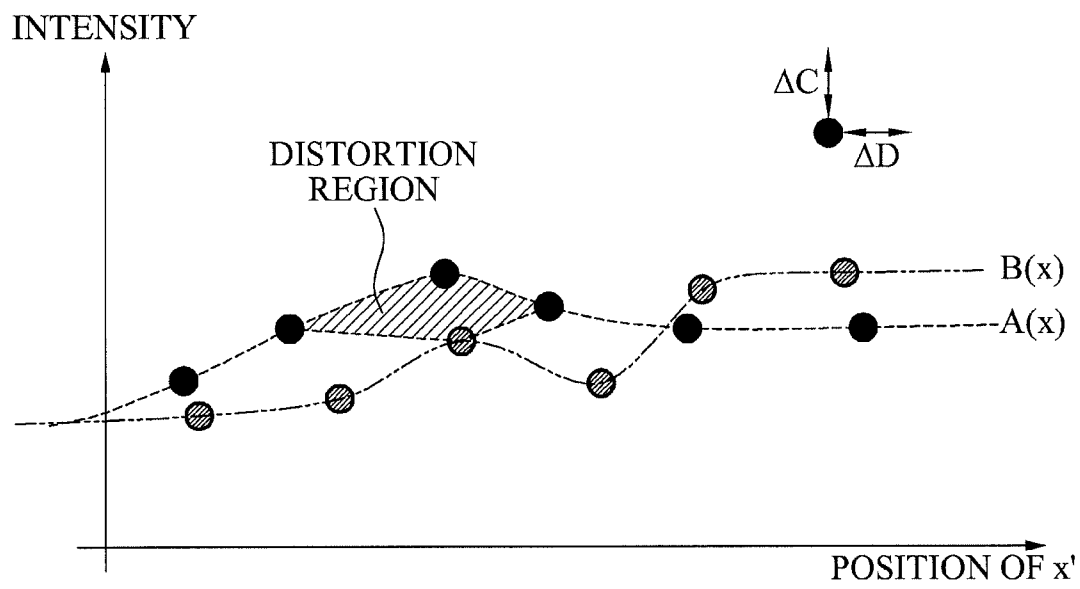 INTENSITY
ΔC
ΔD
DISTORTION
REGION
B(x)
A(x)
POSITION OF x'